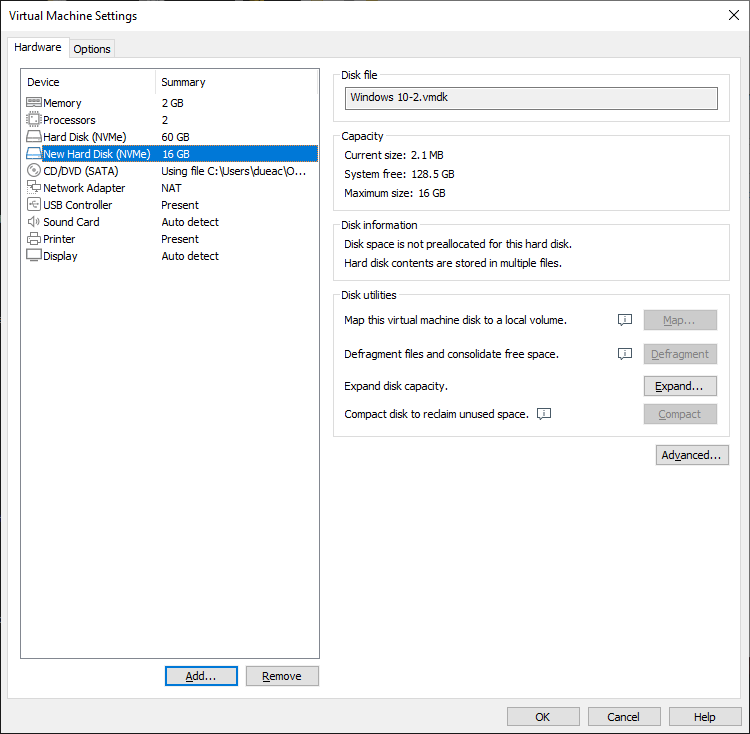 Virtual Machine Settings
Hardware Options
Device Summary
Memory 2 GB
Processors 2
Hard Disk (NVMe) 60 GB
New Hard Disk (NVMe) 16 GB
CD/DVD (SATA) Using file C:\Users\dueac\O...
Network Adapter NAT
USB Controller Present
Sound Card Auto detect
Printer Present
Display Auto detect
Add... Remove
Disk file
Windows 10-2.vmdk
Capacity
Current size: 2.1 MB
System free: 128.5 GB
Maximum size: 16 GB
Disk information
Disk space is not preallocated for this hard disk.
Hard disk contents are stored in multiple files.
Disk utilities
Map this virtual machine disk to a local volume. Map...
Defragment files and consolidate free space. Defragment
Expand disk capacity. Expand...
Compact disk to reclaim unused space. Compact
Advanced...
OK Cancel Help